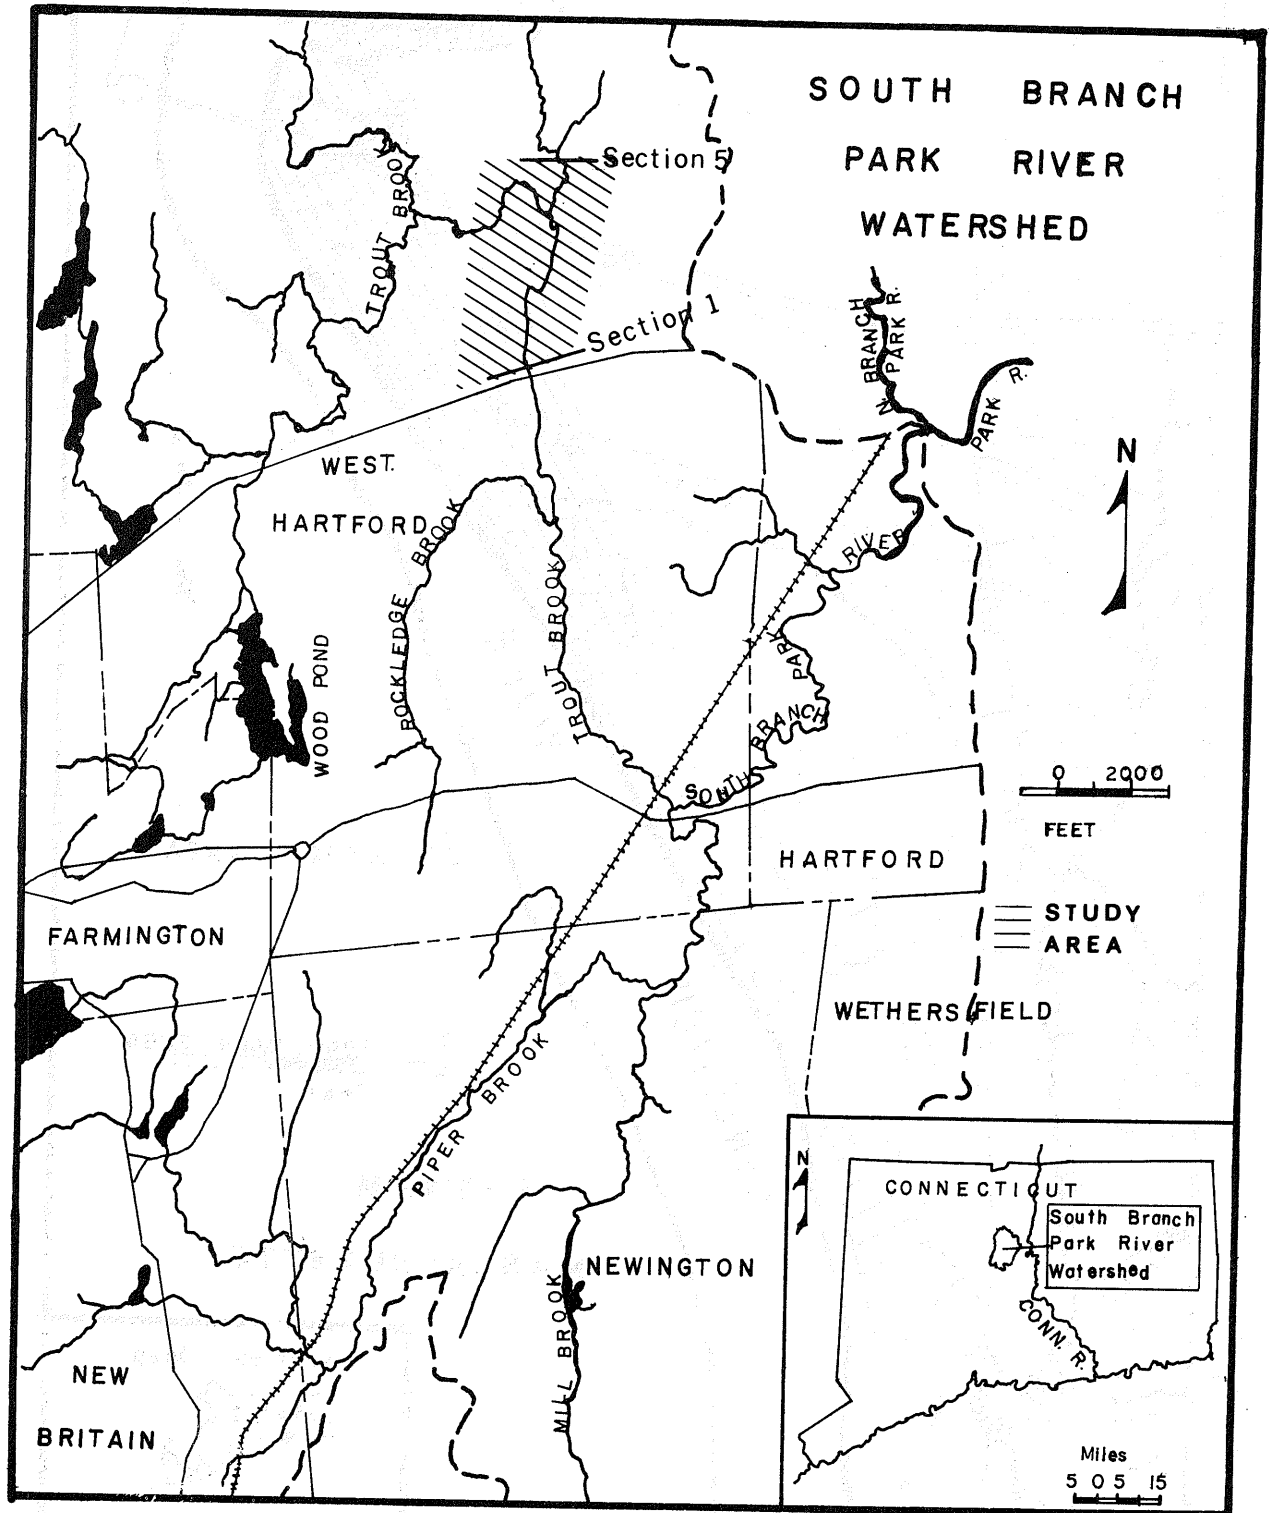 SOUTH BRANCH
PARK RIVER
WATERSHED
Section 5
TROUT BROOK
Section 1
N. BRANCH
PARK R.
PARK R.
N
WEST.
HARTFORD
ROCKLEDGE BROOK
TROUT BROOK
WOOD POND
SOUTH BRANCH PARK RIVER
0 2000
FEET
HARTFORD
STUDY
AREA
FARMINGTON
WETHERSFIELD
PIPER BROOK
NEWINGTON
MILL BROOK
NEW
BRITAIN
N
CONNECTICUT
South Branch
Park River
Watershed
CONN. R.
Miles
5 0 5 15